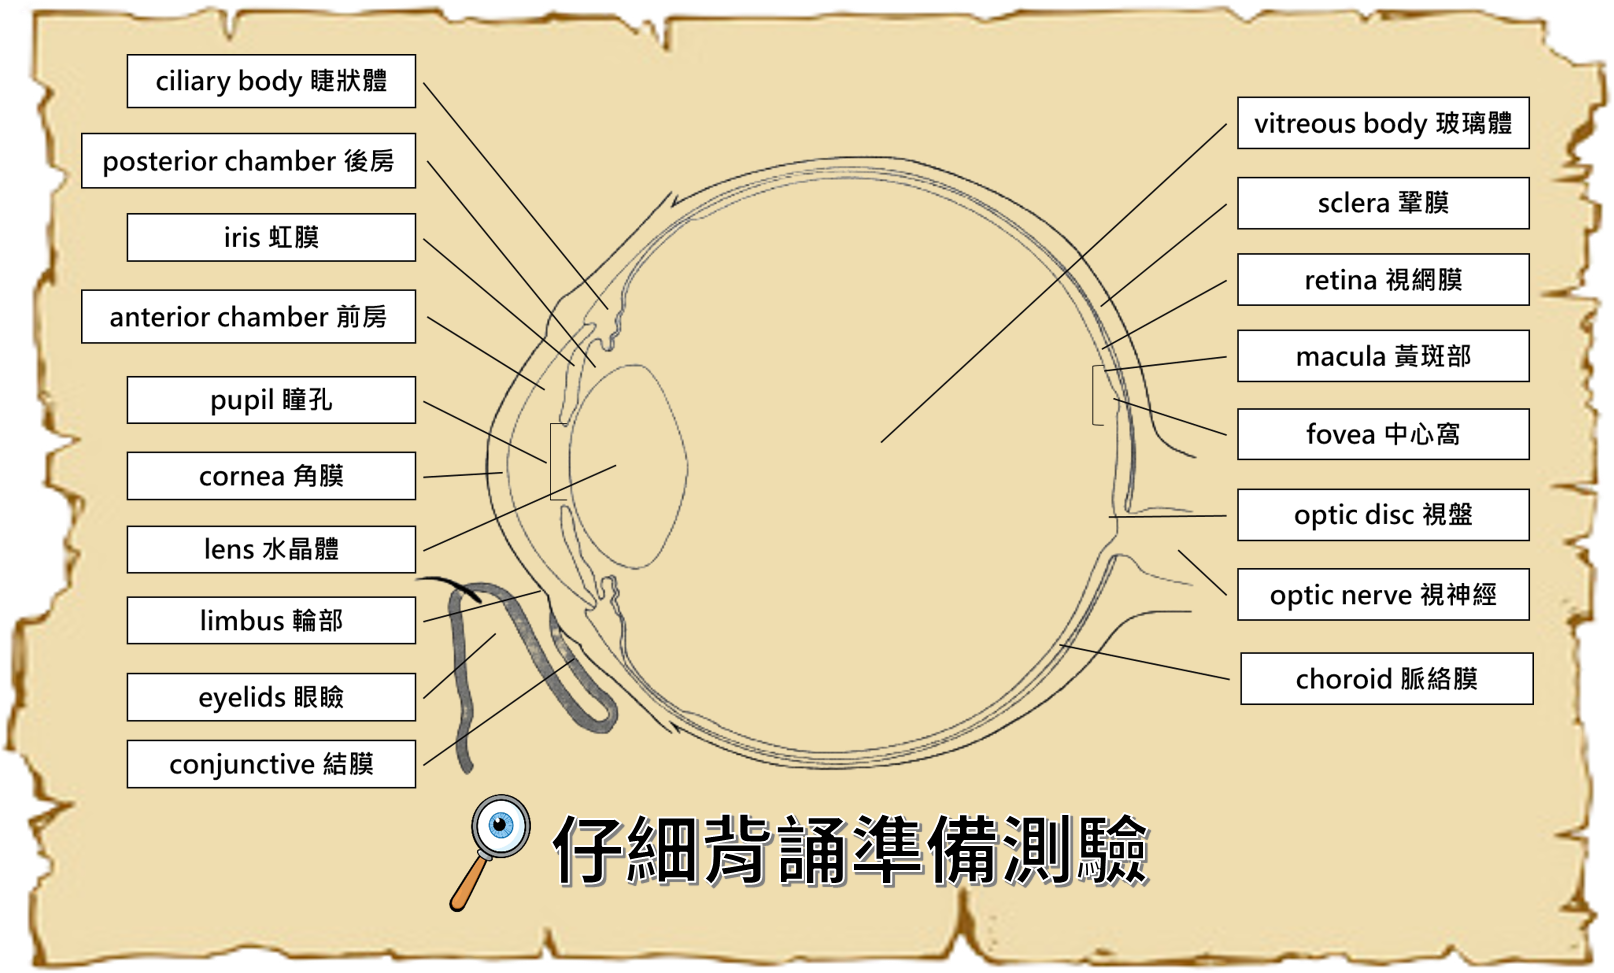 ciliary body 睫狀體
posterior chamber 後房
iris 虹膜
anterior chamber 前房
pupil 瞳孔
cornea 角膜
lens 水晶體
limbus 輪部
eyelids 眼瞼
conjunctive 結膜
vitreous body 玻璃體
sclera 鞏膜
retina 視網膜
macula 黃斑部
fovea 中心窩
optic disc 視盤
optic nerve 視神經
choroid 脈絡膜
仔細背誦準備測驗